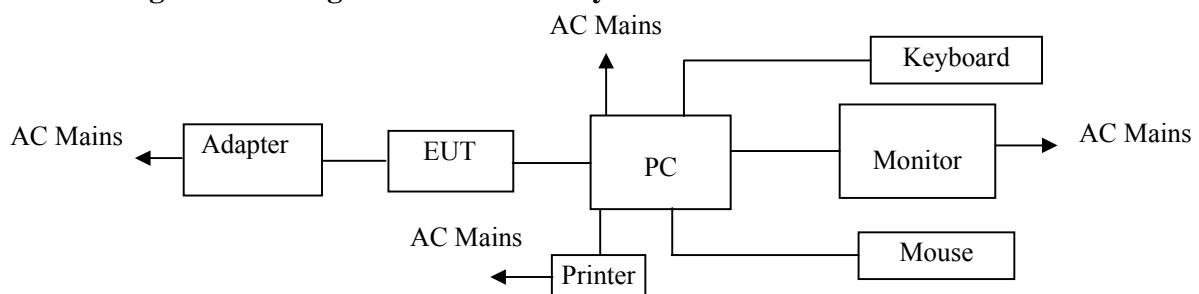 AC Mains
Keyboard
AC Mains
Adapter
EUT
PC
Monitor
AC Mains
AC Mains
Printer
Mouse